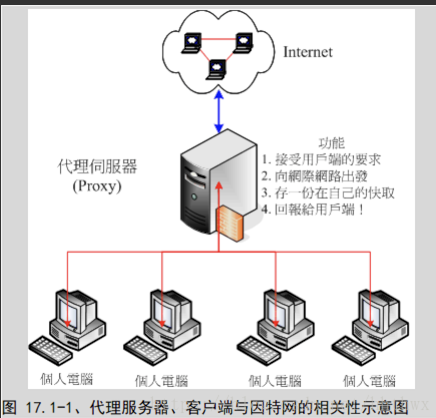 Internet
代理伺服器
(Proxy)
功能
1. 接受用戶端的要求
2. 向網際網路出發
3. 存一份在自己的快取
4. 回報給用戶端！
個人電腦
個人電腦
個人電腦
個人電腦
图 17.1-1、代理服务器、客户端与因特网的相关性示意图